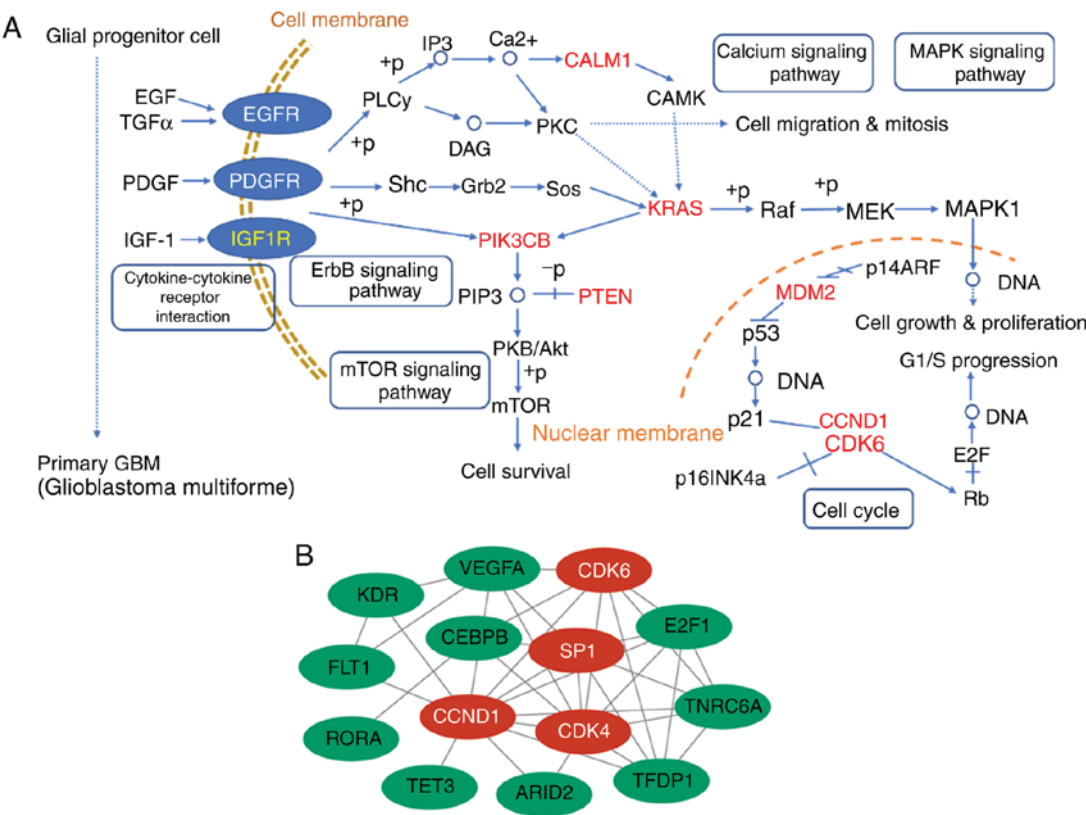 A
Glial progenitor cell
Cell membrane
IP3
Ca2+
CALM1
Calcium signaling
pathway
MAPK signaling
pathway
+p
EGF
TGFα
EGFR
PLCy
CAMK
DAG
PKC
Cell migration & mitosis
+p
PDGF
PDGFR
Shc
Grb2
Sos
KRAS
+p
Raf
+p
MEK
MAPK1
+p
IGF-1
IGF1R
PIK3CB
Cytokine-cytokine
receptor
interaction
ErbB signaling
pathway
–p
PIP3
PTEN
p14ARF
MDM2
DNA
p53
Cell growth & proliferation
PKB/Akt
+p
mTOR signaling
pathway
mTOR
DNA
G1/S progression
p21
CCND1
CDK6
DNA
Nuclear membrane
E2F
Primary GBM
(Glioblastoma multiforme)
Cell survival
p16INK4a
Rb
Cell cycle
B
VEGFA
CDK6
KDR
CEBPB
E2F1
SP1
FLT1
TNRC6A
CCND1
CDK4
RORA
TET3
ARID2
TFDP1